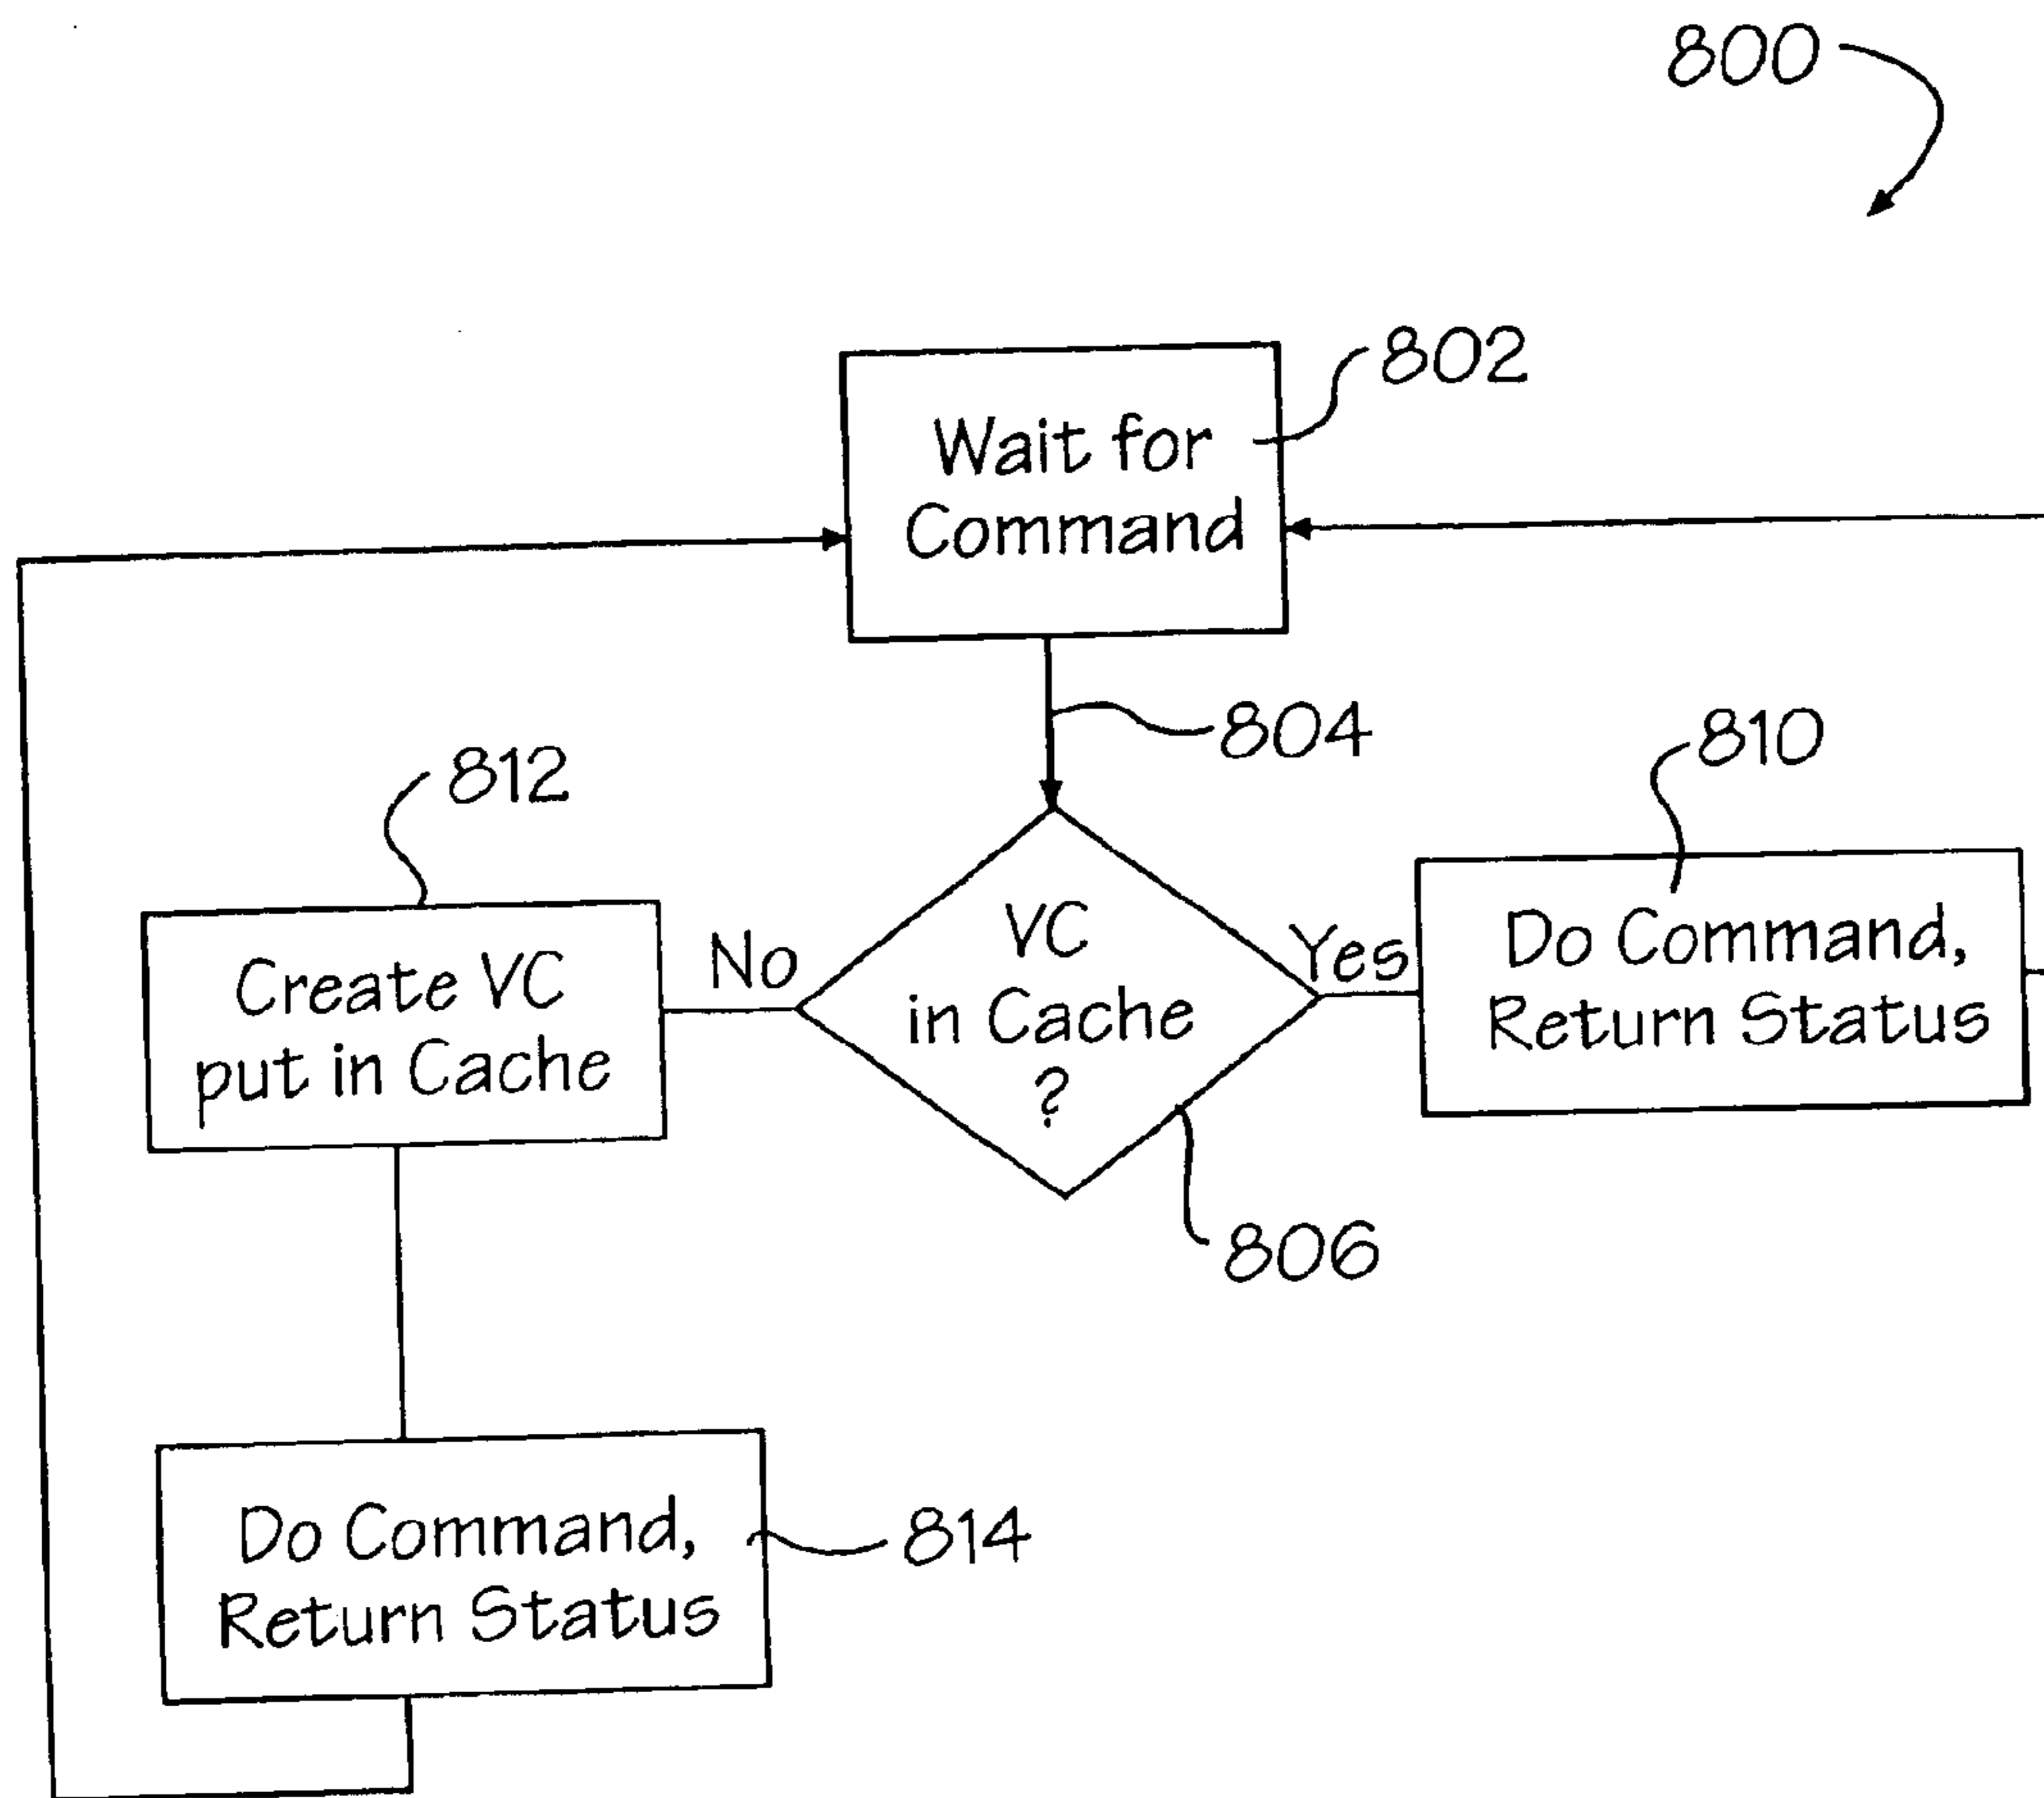 800
802
Wait for
Command
804
812
810
VC
in Cache
?
No
Yes
Create VC
put in Cache
Do Command,
Return Status
806
Do Command,
Return Status
814